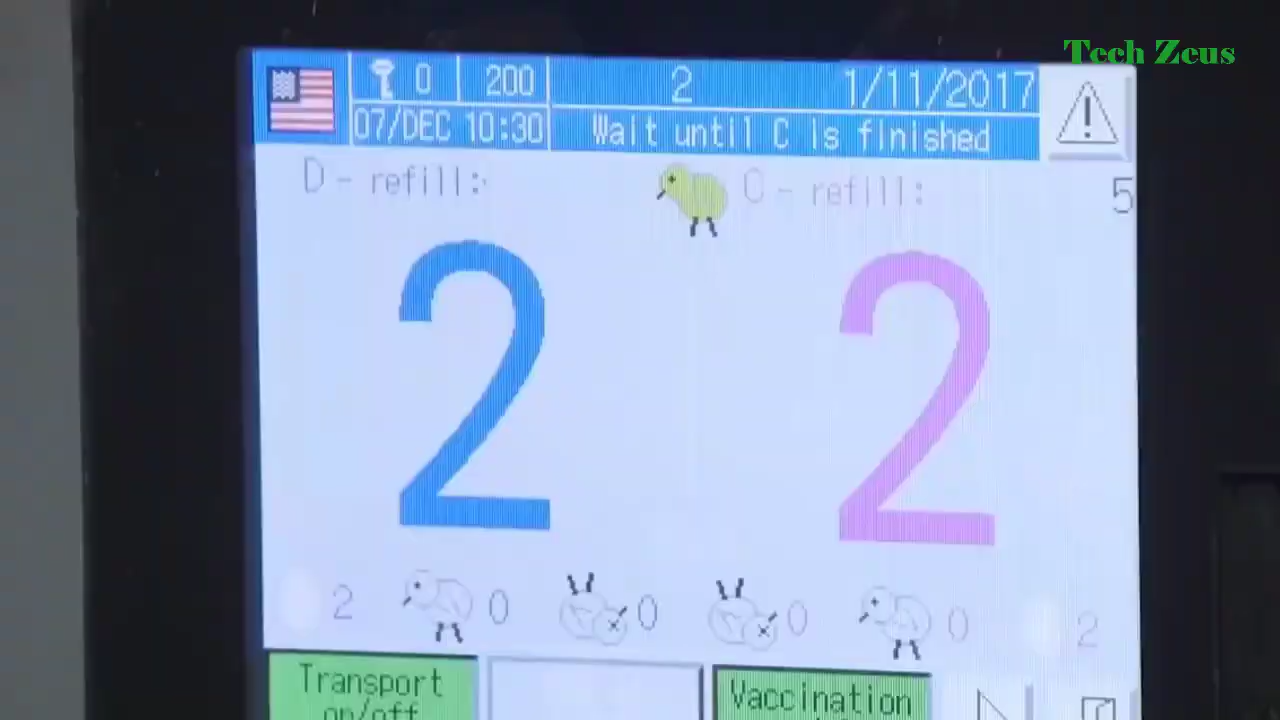 Tech Zeus
0 200 2 1/11/2017
07/DEC 10:30 Wait until C is finished
D - refill: C - refill: 5
2 2
2 0 0 0 0 2
Transport Vaccination
on/off